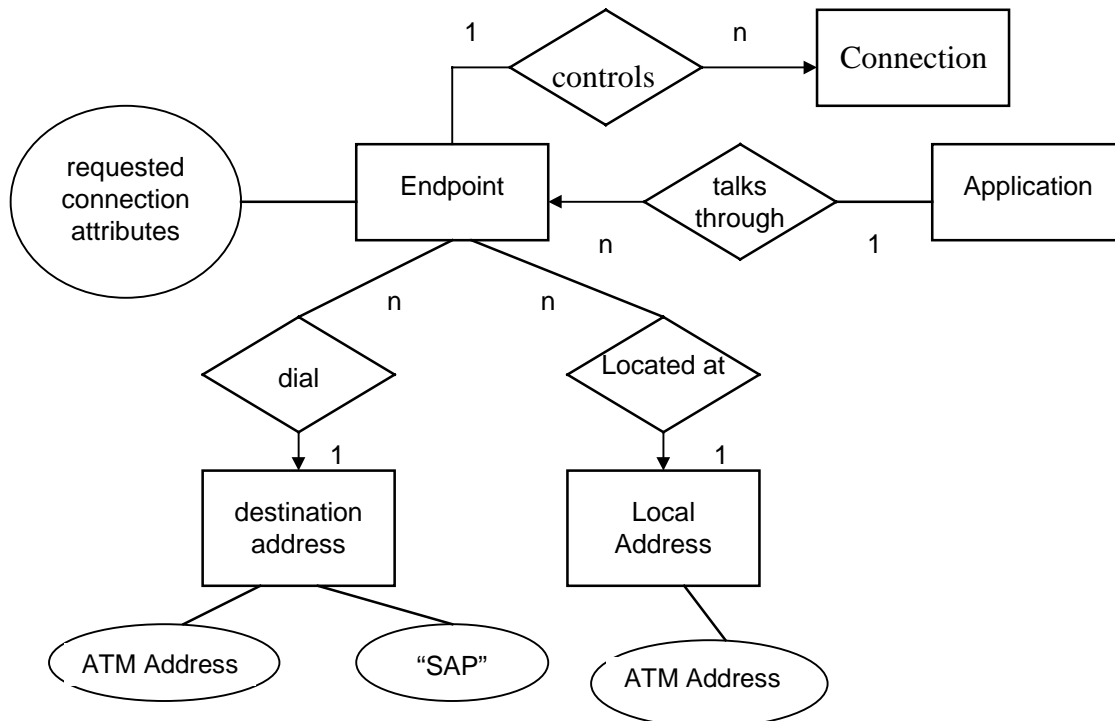 1
n
controls
Connection
requested
connection
attributes
Endpoint
talks
through
Application
n
1
n
n
dial
Located at
1
1
destination
address
Local
Address
ATM Address
“SAP”
ATM Address